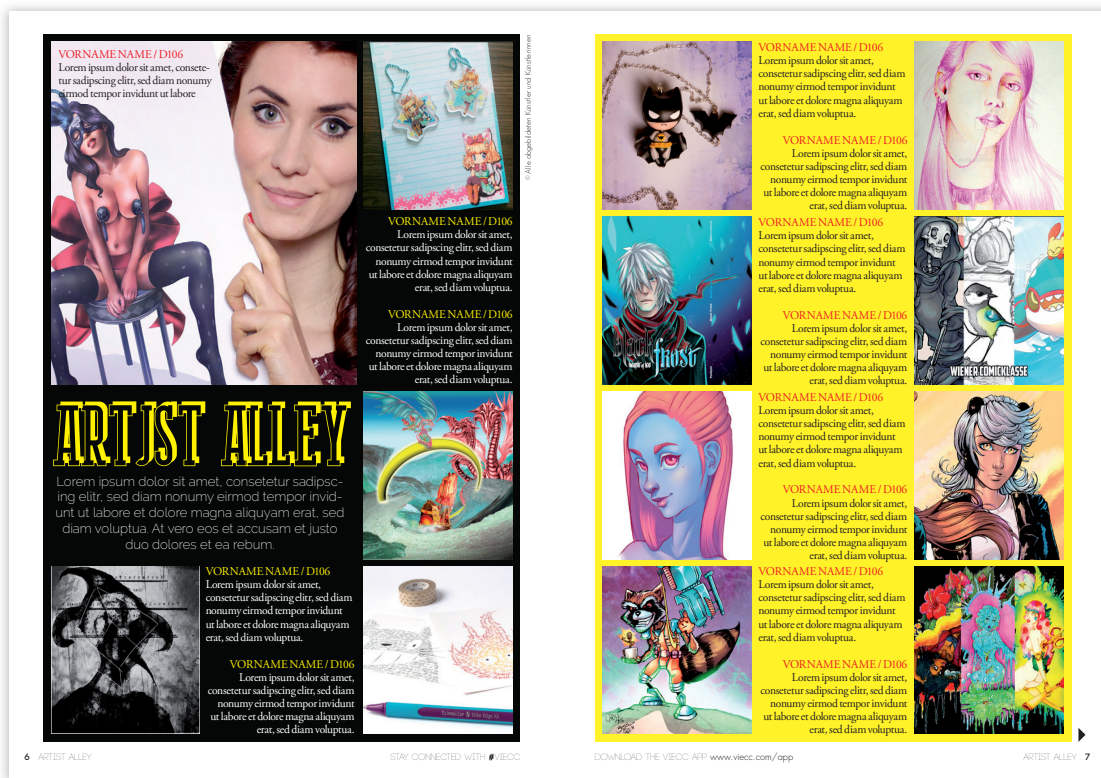 VORNAME NAME / D106
Lorem ipsum dolor sit amet, consete-
tur sadipscing elitr, sed diam nonumy
eirmod tempor invidunt ut labore
© Alle abgebildeten Künstler und Künstlerinnen
VORNAME NAME / D106
Lorem ipsum dolor sit amet,
consetetur sadipscing elitr, sed diam
nonumy eirmod tempor invidunt
ut labore et dolore magna aliquyam
erat, sed diam voluptua.
VORNAME NAME / D106
Lorem ipsum dolor sit amet,
consetetur sadipscing elitr, sed diam
nonumy eirmod tempor invidunt
ut labore et dolore magna aliquyam
erat, sed diam voluptua.
ARTIST ALLEY
Lorem ipsum dolor sit amet, consetetur sadipsc-
ing elitr, sed diam nonumy eirmod tempor invid-
unt ut labore et dolore magna aliquyam erat, sed
diam voluptua. At vero eos et accusam et justo
duo dolores et ea rebum.
VORNAME NAME / D106
Lorem ipsum dolor sit amet,
consetetur sadipscing elitr, sed diam
nonumy eirmod tempor invidunt
ut labore et dolore magna aliquyam
erat, sed diam voluptua.
VORNAME NAME / D106
Lorem ipsum dolor sit amet,
consetetur sadipscing elitr, sed diam
nonumy eirmod tempor invidunt
ut labore et dolore magna aliquyam
erat, sed diam voluptua.
Schneider
6 ARTIST ALLEY
STAY CONNECTED WITH #VIECC
VORNAME NAME / D106
Lorem ipsum dolor sit amet,
consetetur sadipscing elitr, sed diam
nonumy eirmod tempor invidunt
ut labore et dolore magna aliquyam
erat, sed diam voluptua.
VORNAME NAME / D106
Lorem ipsum dolor sit amet,
consetetur sadipscing elitr, sed diam
nonumy eirmod tempor invidunt
ut labore et dolore magna aliquyam
erat, sed diam voluptua.
VORNAME NAME / D106
Lorem ipsum dolor sit amet,
consetetur sadipscing elitr, sed diam
nonumy eirmod tempor invidunt
ut labore et dolore magna aliquyam
erat, sed diam voluptua.
VORNAME NAME / D106
Lorem ipsum dolor sit amet,
consetetur sadipscing elitr, sed diam
nonumy eirmod tempor invidunt
ut labore et dolore magna aliquyam
erat, sed diam voluptua.
black frost
WIENER COMICKLASSE
VORNAME NAME / D106
Lorem ipsum dolor sit amet,
consetetur sadipscing elitr, sed diam
nonumy eirmod tempor invidunt
ut labore et dolore magna aliquyam
erat, sed diam voluptua.
VORNAME NAME / D106
Lorem ipsum dolor sit amet,
consetetur sadipscing elitr, sed diam
nonumy eirmod tempor invidunt
ut labore et dolore magna aliquyam
erat, sed diam voluptua.
VORNAME NAME / D106
Lorem ipsum dolor sit amet,
consetetur sadipscing elitr, sed diam
nonumy eirmod tempor invidunt
ut labore et dolore magna aliquyam
erat, sed diam voluptua.
VORNAME NAME / D106
Lorem ipsum dolor sit amet,
consetetur sadipscing elitr, sed diam
nonumy eirmod tempor invidunt
ut labore et dolore magna aliquyam
erat, sed diam voluptua.
DOWNLOAD THE VIECC APP www.viecc.com/app
ARTIST ALLEY 7